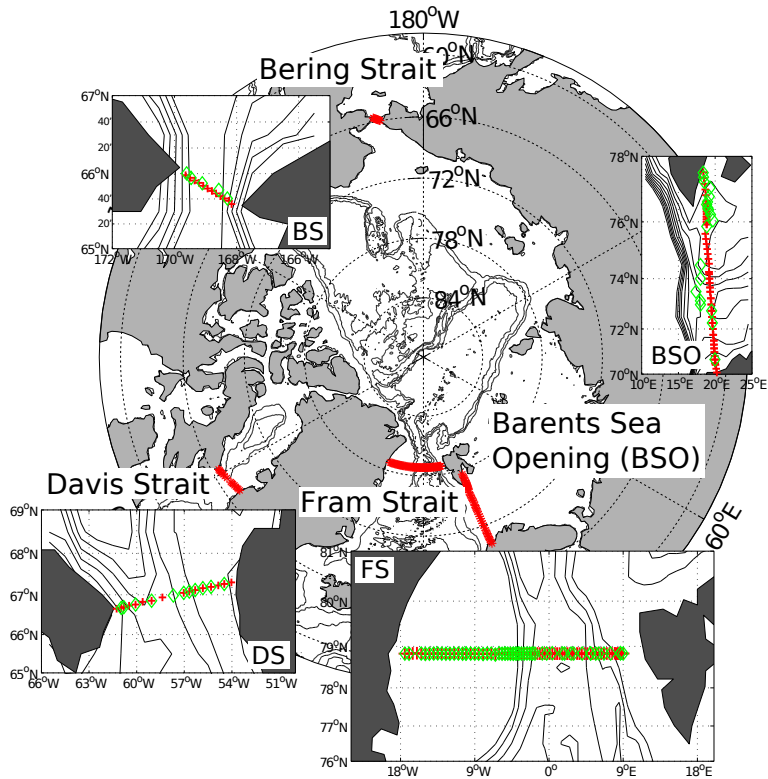 180°W
60°N
Bering Strait
66°N
72°N
78°N
84°N
67°N
40'
20'
66°N
40'
20'
65°N
BS
172°W 170°W 168°W 166°W
78°N
76°N
74°N
72°N
70°N
BSO
10°E 15°E 20°E 25°E
Barents Sea
Opening (BSO)
Davis Strait
Fram Strait
60°E
69°N
68°N
67°N
66°N
65°N
DS
66°W 63°W 60°W 57°W 54°W 51°W
FS
81°N
80°N
79°N
78°N
77°N
76°N
18°W 9°W 0° 9°E 18°E